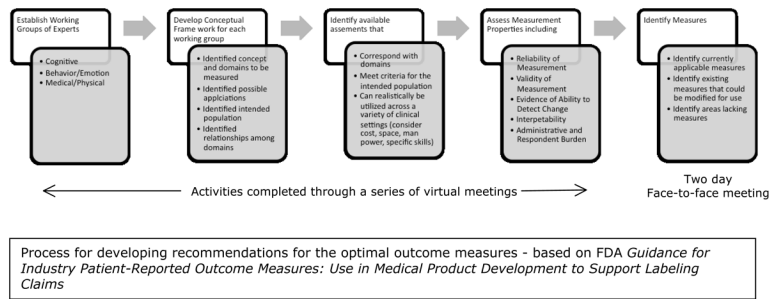 Establish Working
Groups of Experts
• Cognitive
• Behavior/Emotion
• Medical/Physical
Develop Conceptual
Frame work for each
working group
• Identified concept
and domains to be
measured
• Identified possible
applciations
• Identified intended
population
• Identified
relationships among
domains
Identify available
assements that
• Correspond with
domains
• Meet criteria for the
intended population
• Can realistically be
utilized across a
variety of clinical
settings (consider
cost, space, man
power, specific skills)
Assess Measurement
Properties including
• Reliability of
Measurement
• Validity of
Measurement
• Evidence of Ability to
Detect Change
• Interpetability
• Administrative and
Respondent Burden
Identify Measures
• Identify currently
applicable measures
• Identify existing
measures that could
be modified for use
• Identify areas lacking
measures
Activities completed through a series of virtual meetings
Two day
Face-to-face meeting
Process for developing recommendations for the optimal outcome measures - based on FDA Guidance for
Industry Patient-Reported Outcome Measures: Use in Medical Product Development to Support Labeling
Claims